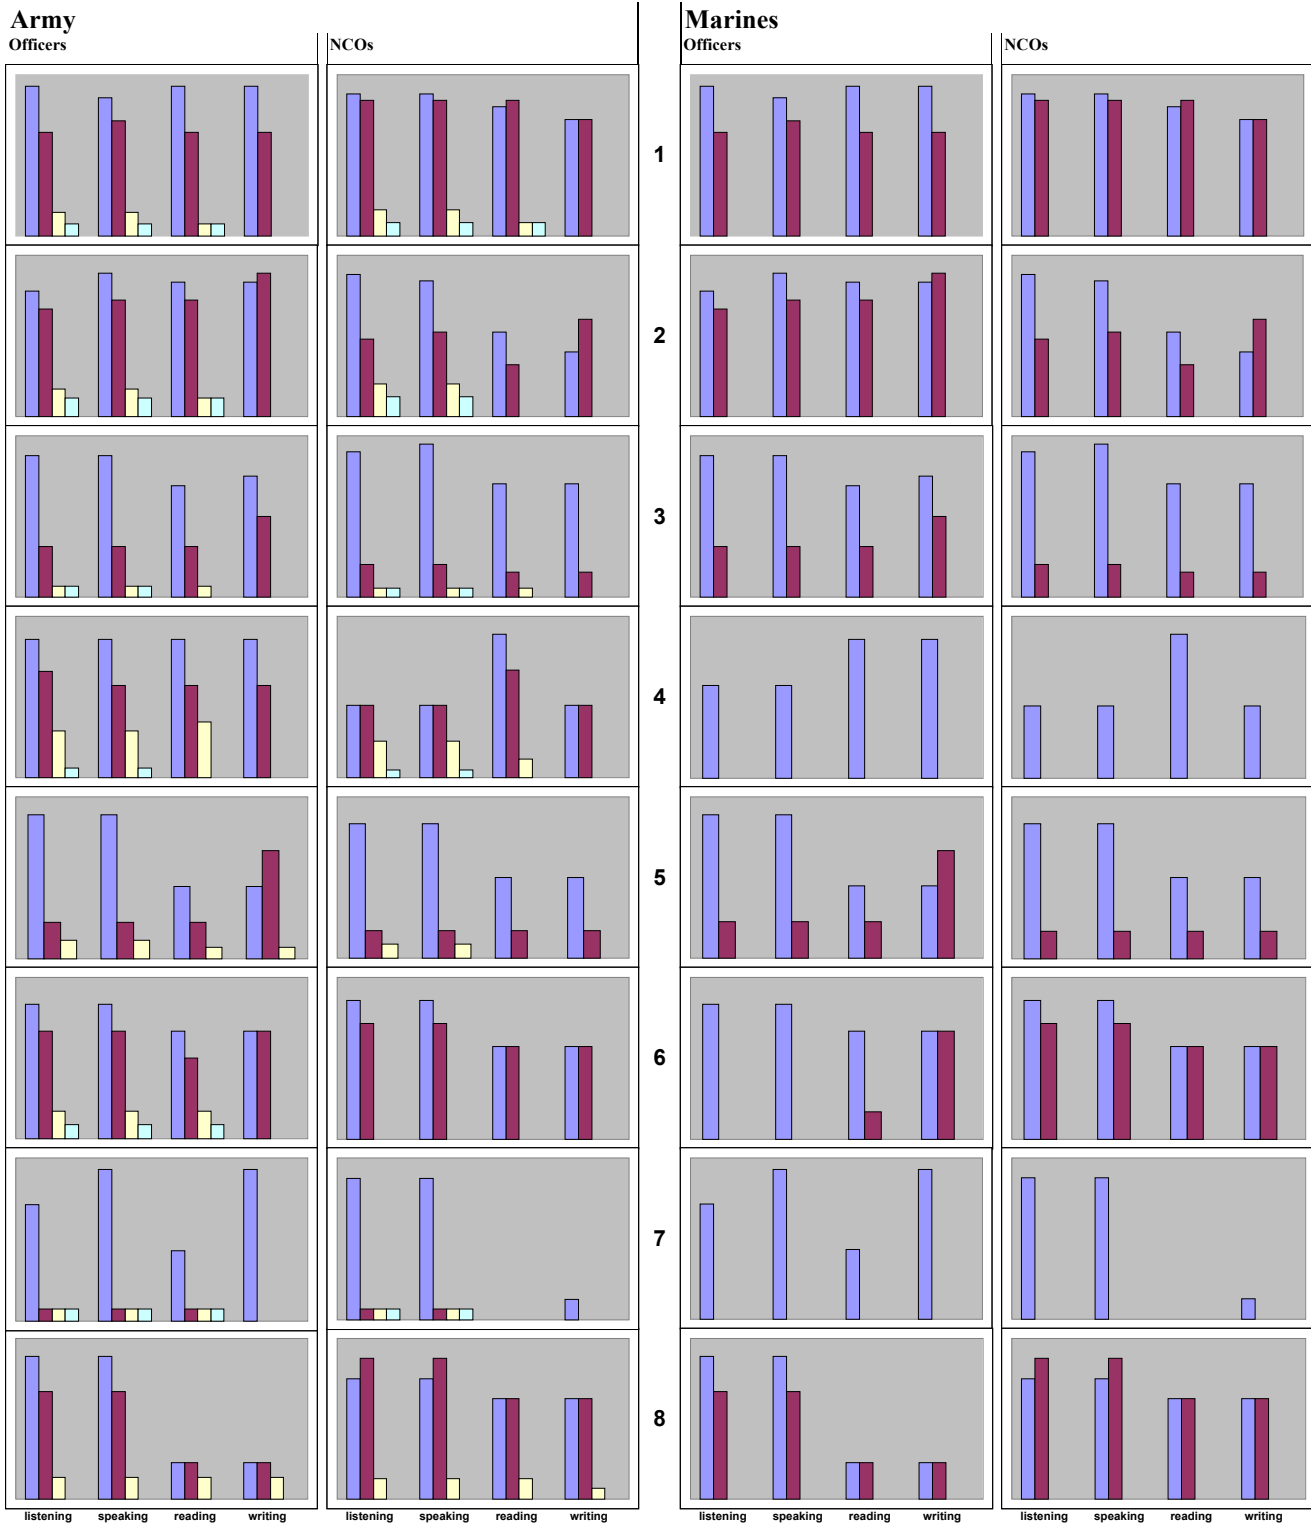 Army
Marines
Officers
NCOs
Officers
NCOs
1
2
3
4
5
6
7
8
listening speaking reading writing
listening speaking reading writing
listening speaking reading writing
listening speaking reading writing